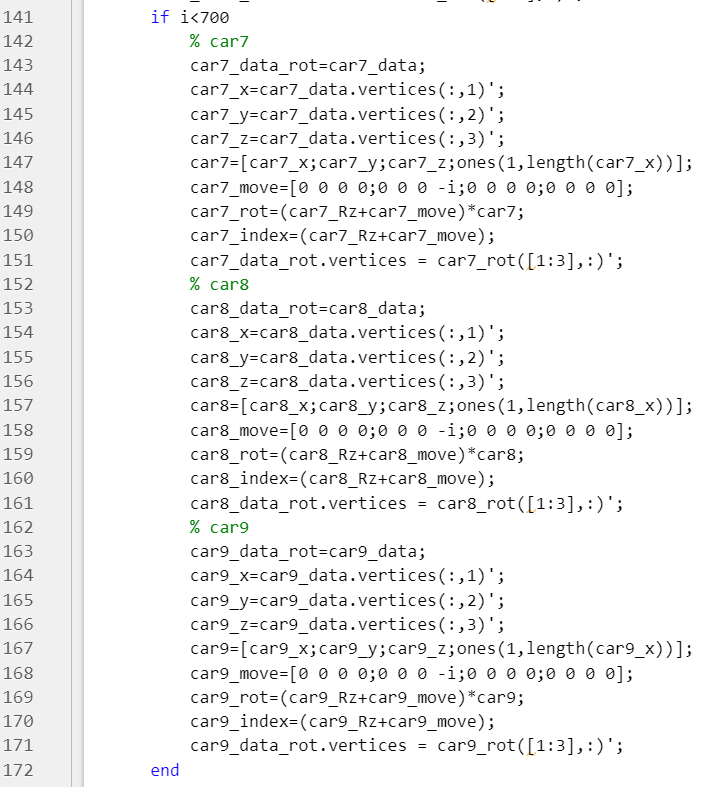 141 if i<700
142 % car7
143 car7_data_rot=car7_data;
144 car7_x=car7_data.vertices(:,1)';
145 car7_y=car7_data.vertices(:,2)';
146 car7_z=car7_data.vertices(:,3)';
147 car7=[car7_x;car7_y;car7_z;ones(1,length(car7_x))];
148 car7_move=[0 0 0 0;0 0 0 -i;0 0 0 0;0 0 0 0];
149 car7_rot=(car7_Rz+car7_move)*car7;
150 car7_index=(car7_Rz+car7_move);
151 car7_data_rot.vertices = car7_rot([1:3],:)';
152 % car8
153 car8_data_rot=car8_data;
154 car8_x=car8_data.vertices(:,1)';
155 car8_y=car8_data.vertices(:,2)';
156 car8_z=car8_data.vertices(:,3)';
157 car8=[car8_x;car8_y;car8_z;ones(1,length(car8_x))];
158 car8_move=[0 0 0 0;0 0 0 -i;0 0 0 0;0 0 0 0];
159 car8_rot=(car8_Rz+car8_move)*car8;
160 car8_index=(car8_Rz+car8_move);
161 car8_data_rot.vertices = car8_rot([1:3],:)';
162 % car9
163 car9_data_rot=car9_data;
164 car9_x=car9_data.vertices(:,1)';
165 car9_y=car9_data.vertices(:,2)';
166 car9_z=car9_data.vertices(:,3)';
167 car9=[car9_x;car9_y;car9_z;ones(1,length(car9_x))];
168 car9_move=[0 0 0 0;0 0 0 -i;0 0 0 0;0 0 0 0];
169 car9_rot=(car9_Rz+car9_move)*car9;
170 car9_index=(car9_Rz+car9_move);
171 car9_data_rot.vertices = car9_rot([1:3],:)';
172 end